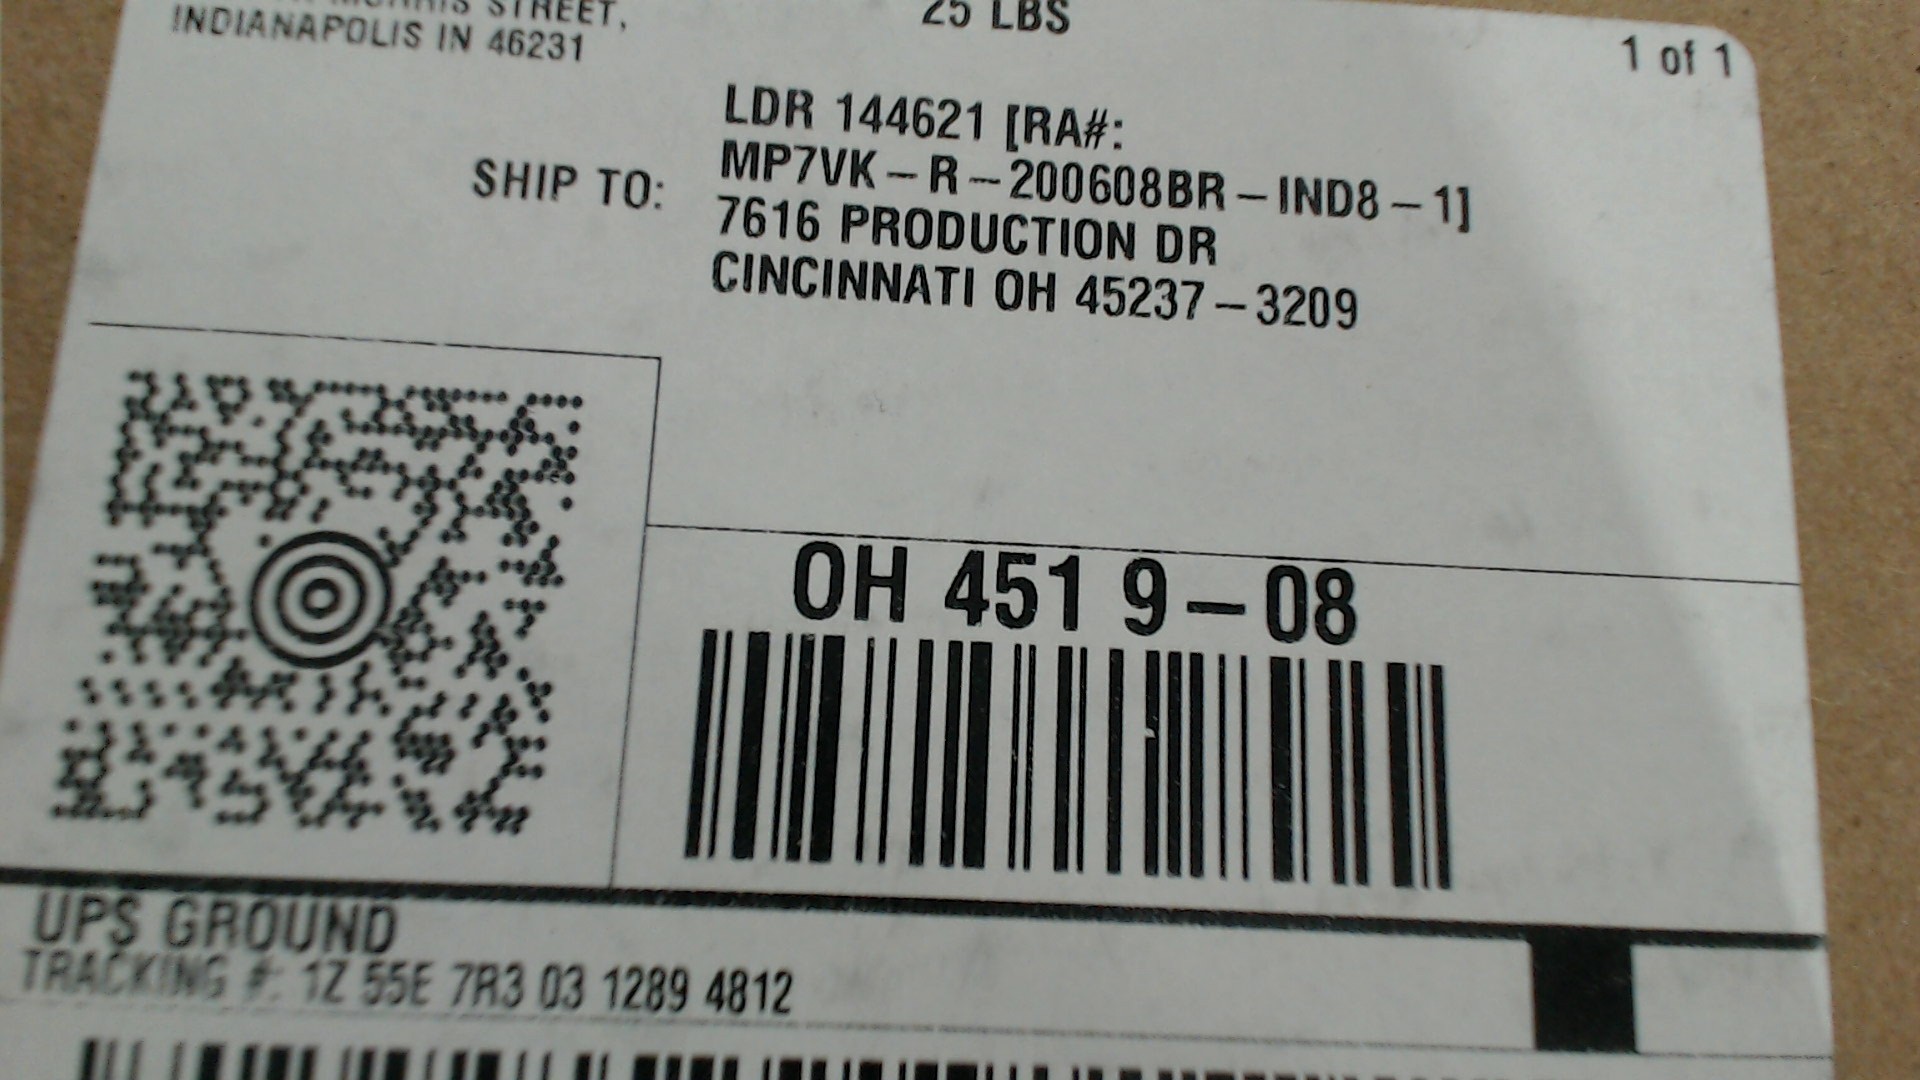 STREET,
INDIANAPOLIS IN 46231
25 LBS
1 of 1
SHIP TO:
LDR 144621 [RA#:
MP7VK-R-200608BR-IND8-1]
7616 PRODUCTION DR
CINCINNATI OH 45237-3209
OH 451 9-08
UPS GROUND
TRACKING #: 1Z 55E 7R3 03 1289 4812